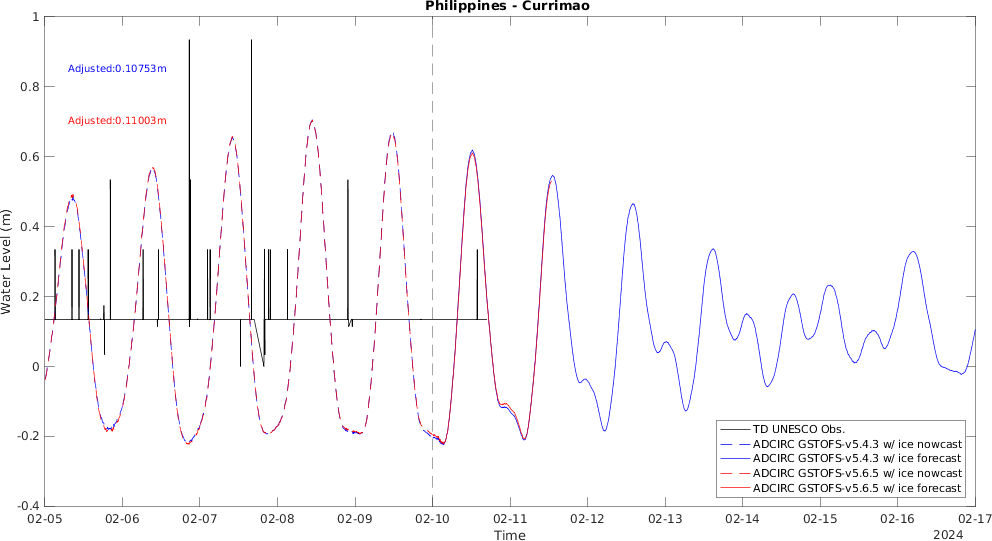 Philippines - Currimao
Adjusted:0.10753m
Adjusted:0.11003m
Water Level (m)
1
0.8
0.6
0.4
0.2
0
-0.2
-0.4
TD UNESCO Obs.
ADCIRC GSTOFS-v5.4.3 w/ ice nowcast
ADCIRC GSTOFS-v5.4.3 w/ ice forecast
ADCIRC GSTOFS-v5.6.5 w/ ice nowcast
ADCIRC GSTOFS-v5.6.5 w/ ice forecast
02-05 02-06 02-07 02-08 02-09 02-10 02-11 02-12 02-13 02-14 02-15 02-16 02-17
Time
2024